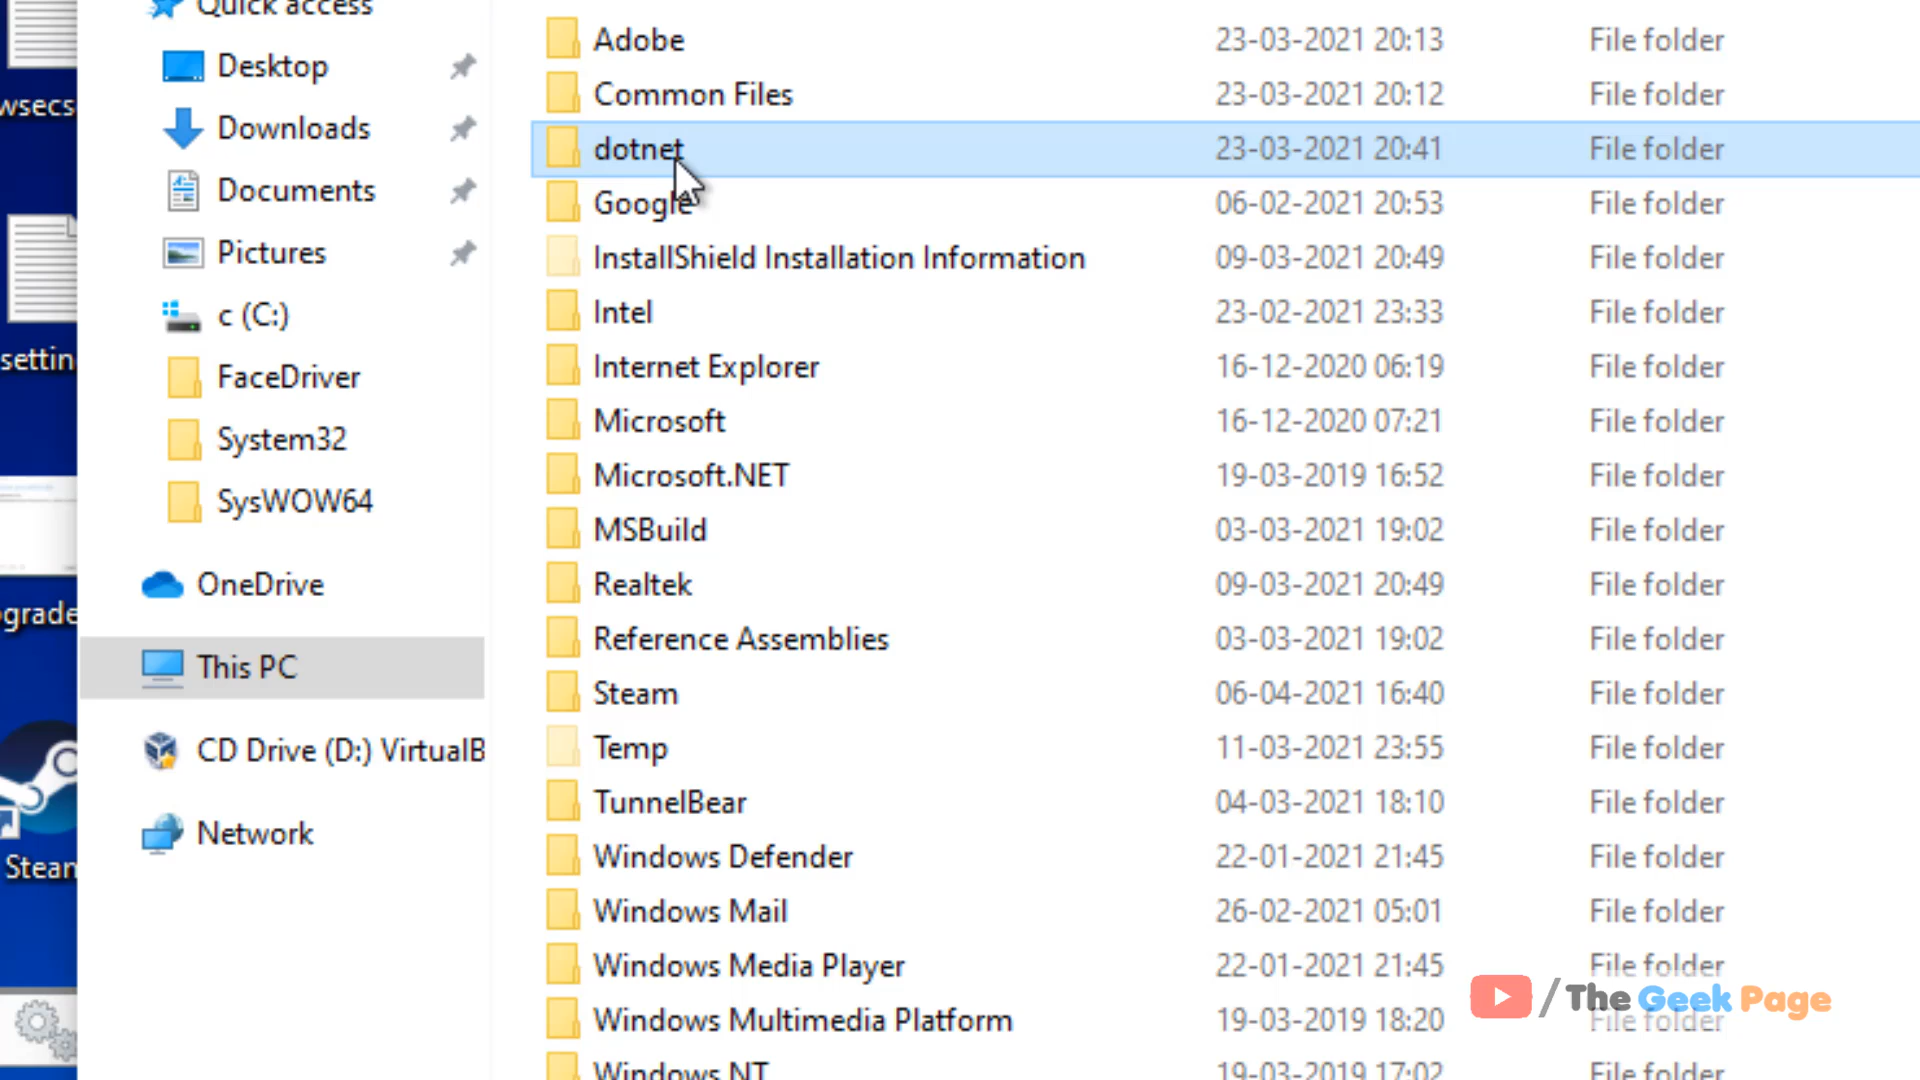 Quick access
Desktop
Downloads
Documents
Pictures
c (C:)
FaceDriver
System32
SysWOW64
OneDrive
This PC
CD Drive (D:) VirtualB
Network
wsecs
settin
grade
Steam
Adobe 23-03-2021 20:13 File folder
Common Files 23-03-2021 20:12 File folder
dotnet 23-03-2021 20:41 File folder
Google 06-02-2021 20:53 File folder
InstallShield Installation Information 09-03-2021 20:49 File folder
Intel 23-02-2021 23:33 File folder
Internet Explorer 16-12-2020 06:19 File folder
Microsoft 16-12-2020 07:21 File folder
Microsoft.NET 19-03-2019 16:52 File folder
MSBuild 03-03-2021 19:02 File folder
Realtek 09-03-2021 20:49 File folder
Reference Assemblies 03-03-2021 19:02 File folder
Steam 06-04-2021 16:40 File folder
Temp 11-03-2021 23:55 File folder
TunnelBear 04-03-2021 18:10 File folder
Windows Defender 22-01-2021 21:45 File folder
Windows Mail 26-02-2021 05:01 File folder
Windows Media Player 22-01-2021 21:45 File folder
Windows Multimedia Platform 19-03-2019 18:20 File folder
Windows NT 19-03-2019 17:02 File folder
/The Geek Page